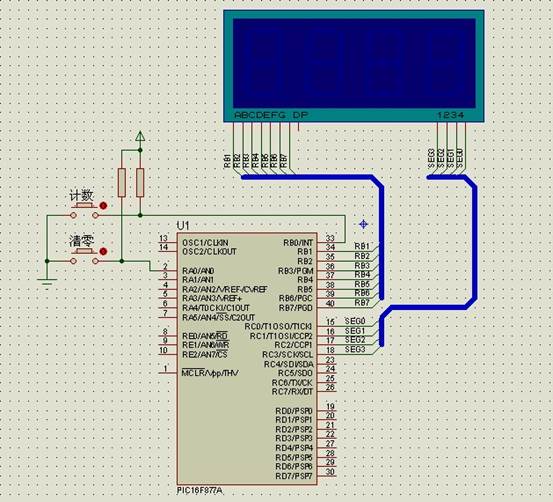 ABCDEFG DP
1234
RB1
RB2
RB3
RB4
RB5
RB6
RB7
SEG3
SEG2
SEG1
SEG0
计数
清零
U1
13 OSC1/CLKIN
14 OSC2/CLKOUT
2 RA0/AN0
3 RA1/AN1
4 RA2/AN2/VREF-/CVREF
5 RA3/AN3/VREF+
6 RA4/T0CKI/C1OUT
7 RA5/AN4/SS/C2OUT
8 RE0/AN5/RD
9 RE1/AN6/WR
10 RE2/AN7/CS
1 MCLR/Vpp/THV
RB0/INT 33
RB1 34
RB2 35 RB1
RB3/PGM 36 RB2
RB4 37 RB3
RB5 38 RB4
RB6/PGC 39 RB5
RB7/PGD 40 RB6
RB7
RC0/T1OSO/T1CKI 15 SEG0
RC1/T1OSI/CCP2 16 SEG1
RC2/CCP1 17 SEG2
RC3/SCK/SCL 18 SEG3
RC4/SDI/SDA 23
RC5/SDO 24
RC6/TX/CK 25
RC7/RX/DT 26
RD0/PSP0 19
RD1/PSP1 20
RD2/PSP2 21
RD3/PSP3 22
RD4/PSP4 27
RD5/PSP5 28
RD6/PSP6 29
RD7/PSP7 30
PIC16F877A